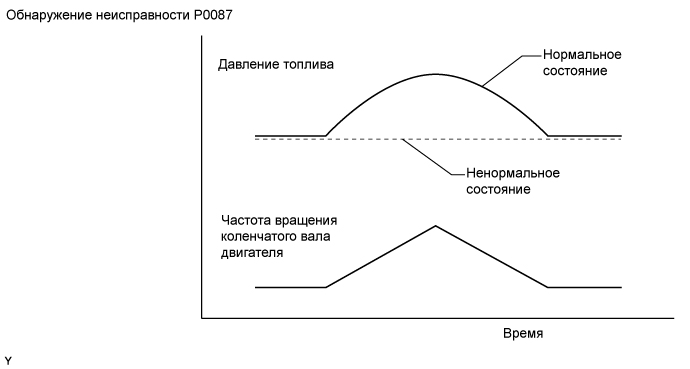 Обнаружение неисправности P0087
Давление топлива
Нормальное
состояние
Ненормальное
состояние
Частота вращения
коленчатого вала
двигателя
Время
Y